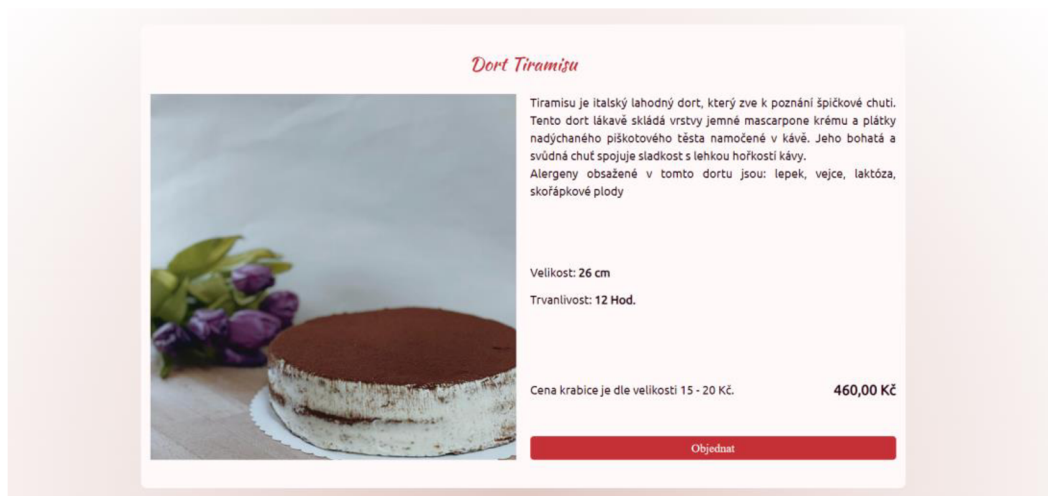 Dort Tiramisu
Tiramisu je italský lahodný dort, který zve k poznání špičkové chuti.
Tento dort lákavě skládá vrstvy jemné mascarpone krému a plátky
nadýchaného piškotového těsta namočené v kávě. Jeho bohatá a
svůdná chuť spojuje sladkost s lehkou hořkostí kávy.
Alergeny obsažené v tomto dortu jsou: lepek, vejce, laktóza,
skořápkové plody
Velikost: 26 cm
Trvanlivost: 12 Hod.
Cena krabice je dle velikosti 15 - 20 Kč. 460,00 Kč
Objednat